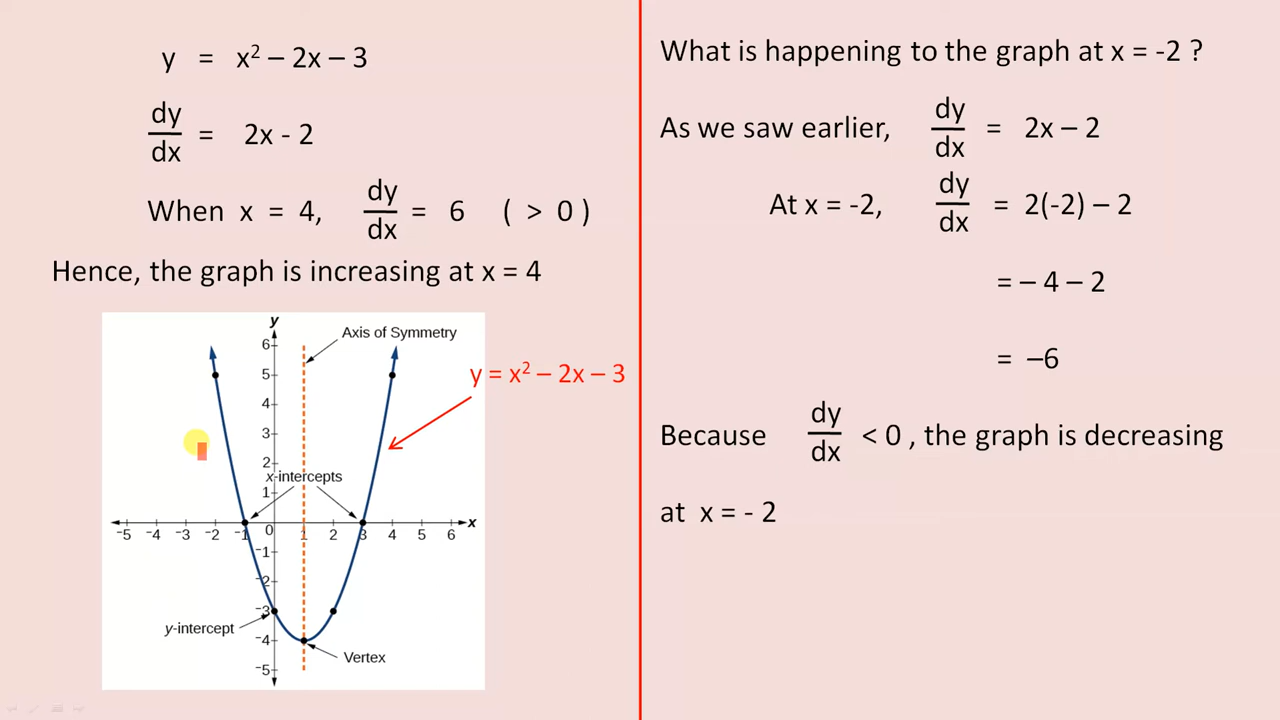 y = x² – 2x – 3
dy
dx
= 2x - 2
When x = 4, dy/dx = 6 ( > 0 )
Hence, the graph is increasing at x = 4
y
Axis of Symmetry
6
5
4
3
2
1
y = x² – 2x – 3
x-intercepts
-5 -4 -3 -2 -1 0 1 2 3 4 5 6 x
-1
-2
-3
-4
-5
y-intercept
Vertex
What is happening to the graph at x = -2 ?
As we saw earlier, dy/dx = 2x – 2
At x = -2, dy/dx = 2(-2) – 2
= – 4 – 2
= –6
Because dy/dx < 0 , the graph is decreasing
at x = - 2